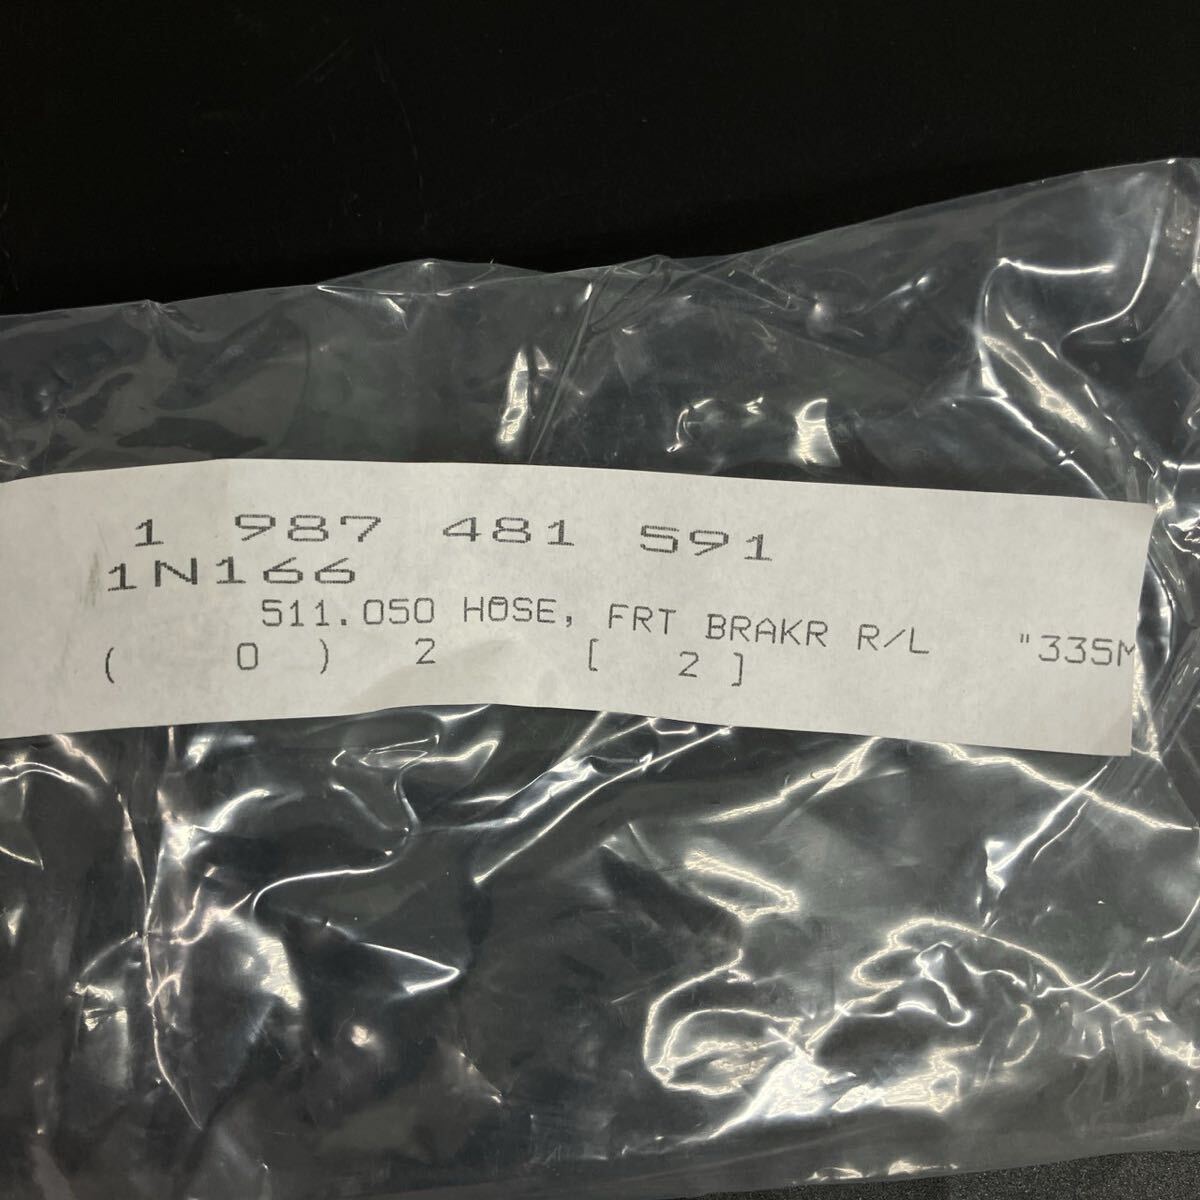 1 987 481 591
1N166
511.050 HOSE, FRT BRAKR R/L "335M
( 0 ) 2 [ 2 ]